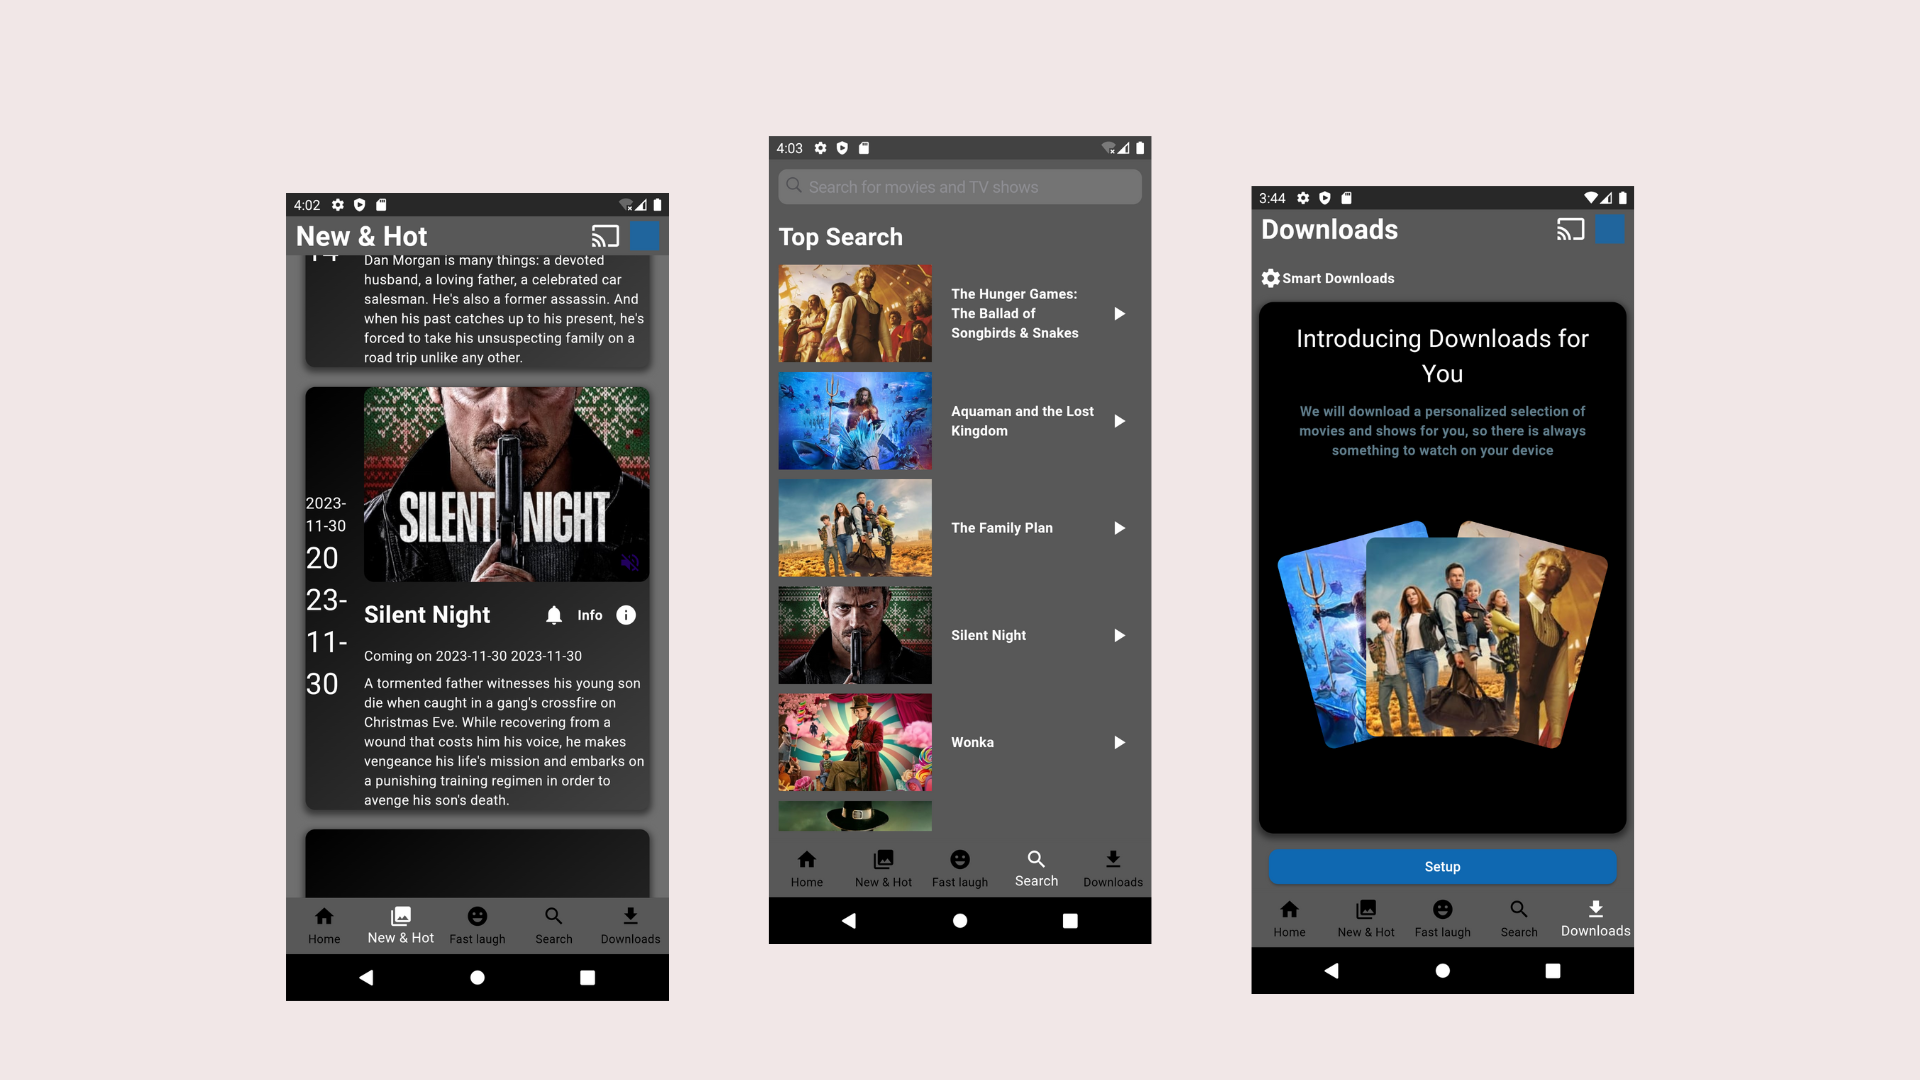 4:02
New & Hot
Dan Morgan is many things: a devoted
husband, a loving father, a celebrated car
salesman. He's also a former assassin. And
when his past catches up to his present, he's
forced to take his unsuspecting family on a
road trip unlike any other.
SILENT NIGHT
2023-
11-30
20
23-
11-
30
Silent Night
Info
Coming on 2023-11-30 2023-11-30
A tormented father witnesses his young son
die when caught in a gang's crossfire on
Christmas Eve. While recovering from a
wound that costs him his voice, he makes
vengeance his life's mission and embarks on
a punishing training regimen in order to
avenge his son's death.
Home New & Hot Fast laugh Search Downloads
4:03
Search for movies and TV shows
Top Search
The Hunger Games:
The Ballad of
Songbirds & Snakes
Aquaman and the Lost
Kingdom
The Family Plan
Silent Night
Wonka
Home New & Hot Fast laugh Search Downloads
3:44
Downloads
Smart Downloads
Introducing Downloads for
You
We will download a personalized selection of
movies and shows for you, so there is always
something to watch on your device
Setup
Home New & Hot Fast laugh Search Downloads